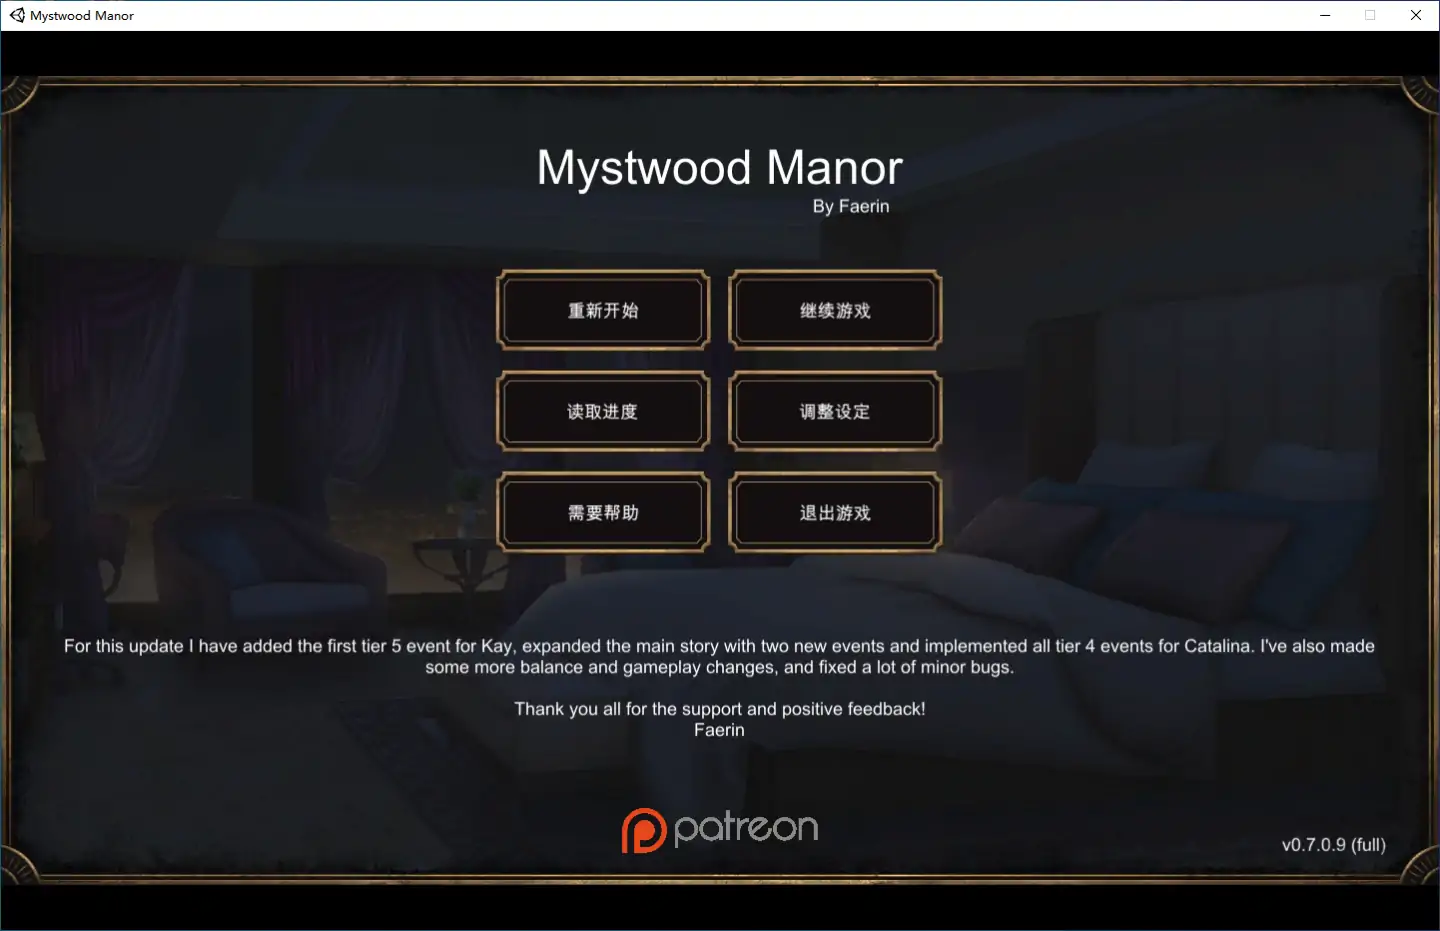 Mystwood Manor
Mystwood Manor
By Faerin
重新开始
继续游戏
读取进度
调整设定
需要帮助
退出游戏
For this update I have added the first tier 5 event for Kay, expanded the main story with two new events and implemented all tier 4 events for Catalina. I've also made
some more balance and gameplay changes, and fixed a lot of minor bugs.
Thank you all for the support and positive feedback!
Faerin
patreon
v0.7.0.9 (full)